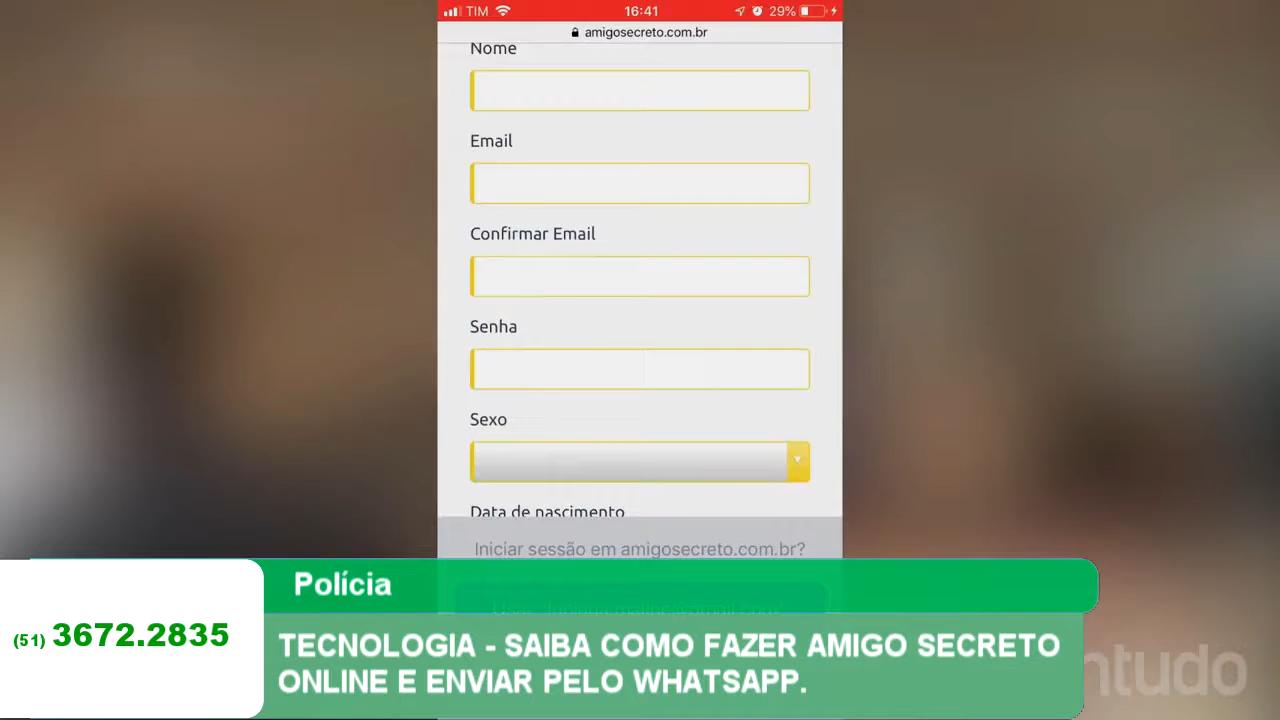 TIM 16:41 29%
amigosecreto.com.br
Nome
Email
Confirmar Email
Senha
Sexo
Data de nascimento
Iniciar sessão em amigosecreto.com.br?
Polícia
(51) 3672.2835
TECNOLOGIA - SAIBA COMO FAZER AMIGO SECRETO
ONLINE E ENVIAR PELO WHATSAPP.
ntudo